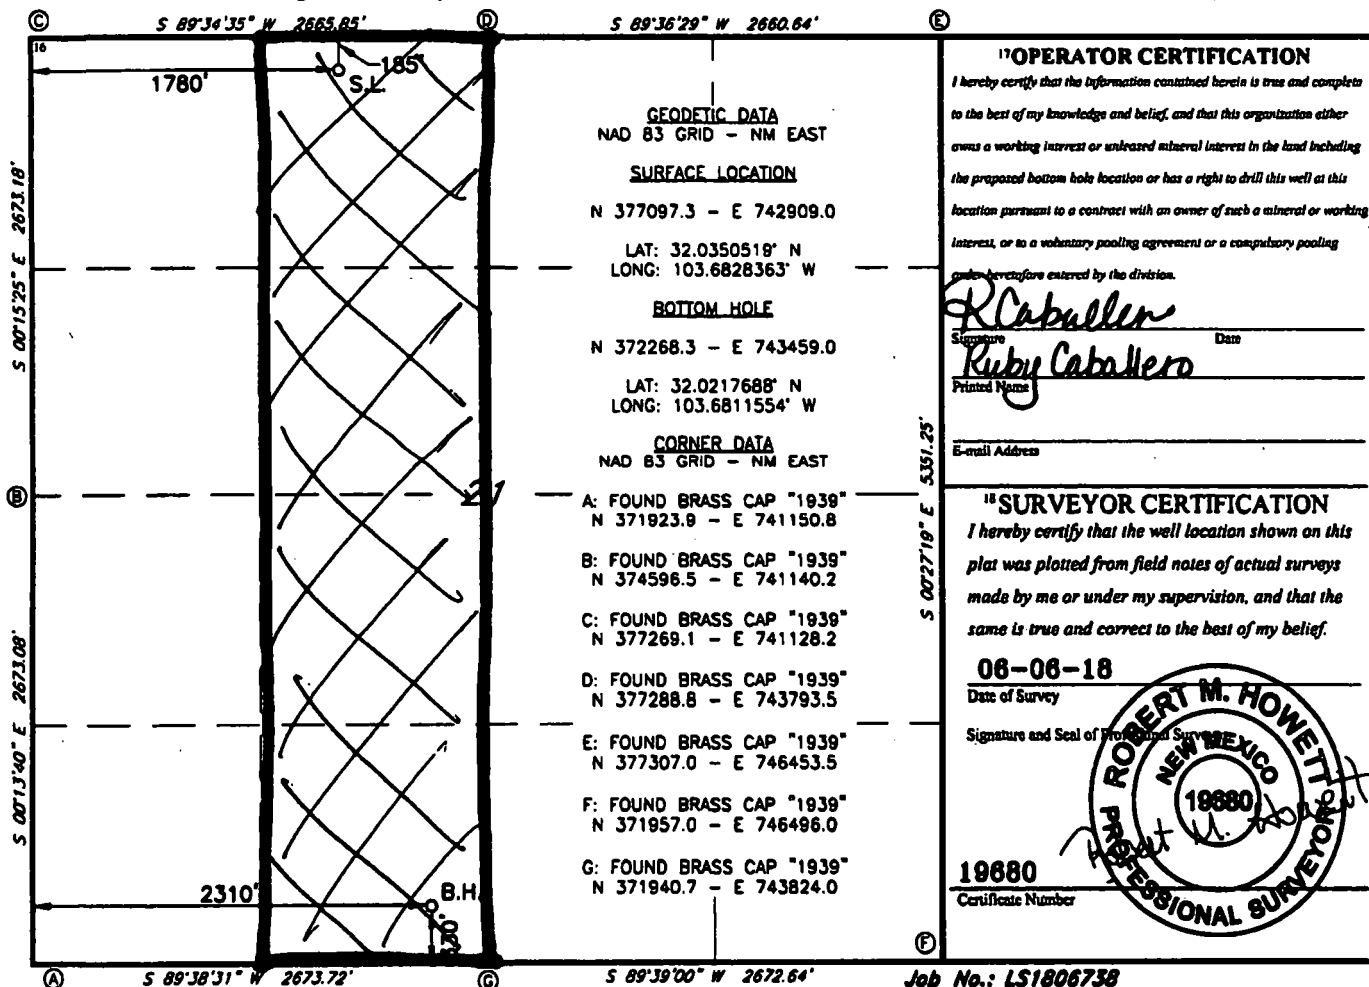 C S 89°34'35" W 2665.85' D S 89°36'29" W 2660.64' E
16
1780'
185'
S.L.
S 00°15'25" E 2673.18'
B
S 00°13'40" E 2673.08'
21
2310'
B.H.
A S 89°38'31" W 2673.72' G S 89°39'00" W 2672.64'
F
S 00°27'19" E 5351.25'
GEODETIC DATA
NAD 83 GRID - NM EAST
SURFACE LOCATION
N 377097.3 - E 742909.0
LAT: 32.0350519° N
LONG: 103.6828363° W
BOTTOM HOLE
N 372268.3 - E 743459.0
LAT: 32.0217688° N
LONG: 103.6811554° W
CORNER DATA
NAD 83 GRID - NM EAST
A: FOUND BRASS CAP "1939"
N 371923.9 - E 741150.8
B: FOUND BRASS CAP "1939"
N 374596.5 - E 741140.2
C: FOUND BRASS CAP "1939"
N 377269.1 - E 741128.2
D: FOUND BRASS CAP "1939"
N 377288.8 - E 743793.5
E: FOUND BRASS CAP "1939"
N 377307.0 - E 746453.5
F: FOUND BRASS CAP "1939"
N 371957.0 - E 746496.0
G: FOUND BRASS CAP "1939"
N 371940.7 - E 743824.0
17 OPERATOR CERTIFICATION
I hereby certify that the information contained herein is true and complete
to the best of my knowledge and belief, and that this organization either
owns a working interest or unleased mineral interest in the land including
the proposed bottom hole location or has a right to drill this well at this
location pursuant to a contract with an owner of such a mineral or working
interest, or to a voluntary pooling agreement or a compulsory pooling
order heretofore entered by the division.
R Caballero
Signature Date
Ruby Caballero
Printed Name
E-mail Address
18 SURVEYOR CERTIFICATION
I hereby certify that the well location shown on this
plat was plotted from field notes of actual surveys
made by me or under my supervision, and that the
same is true and correct to the best of my belief.
06-06-18
Date of Survey
Signature and Seal of Professional Surveyor
ROBERT M. HOWETT
NEW MEXICO
19680
PROFESSIONAL SURVEYOR
Robert M. Howett
19680
Certificate Number
Job No.: LS1806738